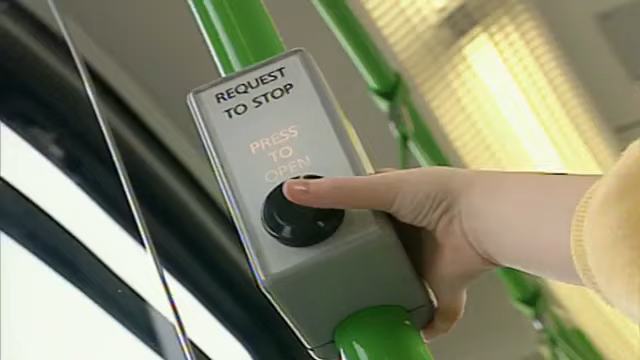 REQUEST
TO STOP
PRESS
TO
OPEN